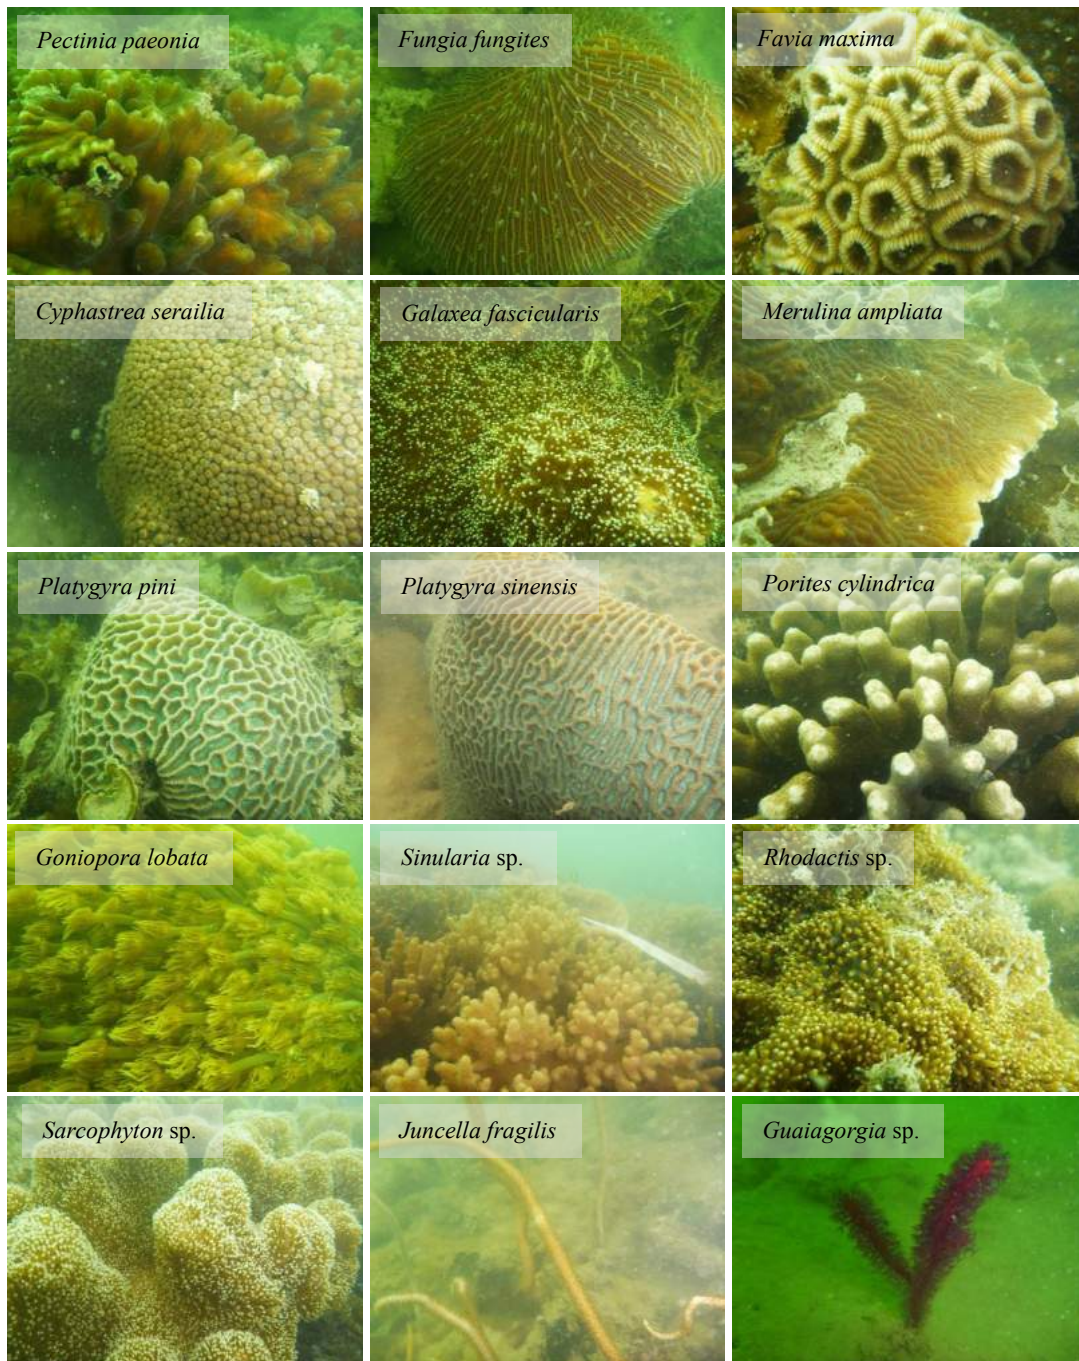 Pectinia paeonia
Fungia fungites
Favia maxima
Cyphastrea serailia
Galaxea fascicularis
Merulina ampliata
Platygyra pini
Platygyra sinensis
Porites cylindrica
Goniopora lobata
Sinularia sp.
Rhodactis sp.
Sarcophyton sp.
Juncella fragilis
Guaiagorgia sp.